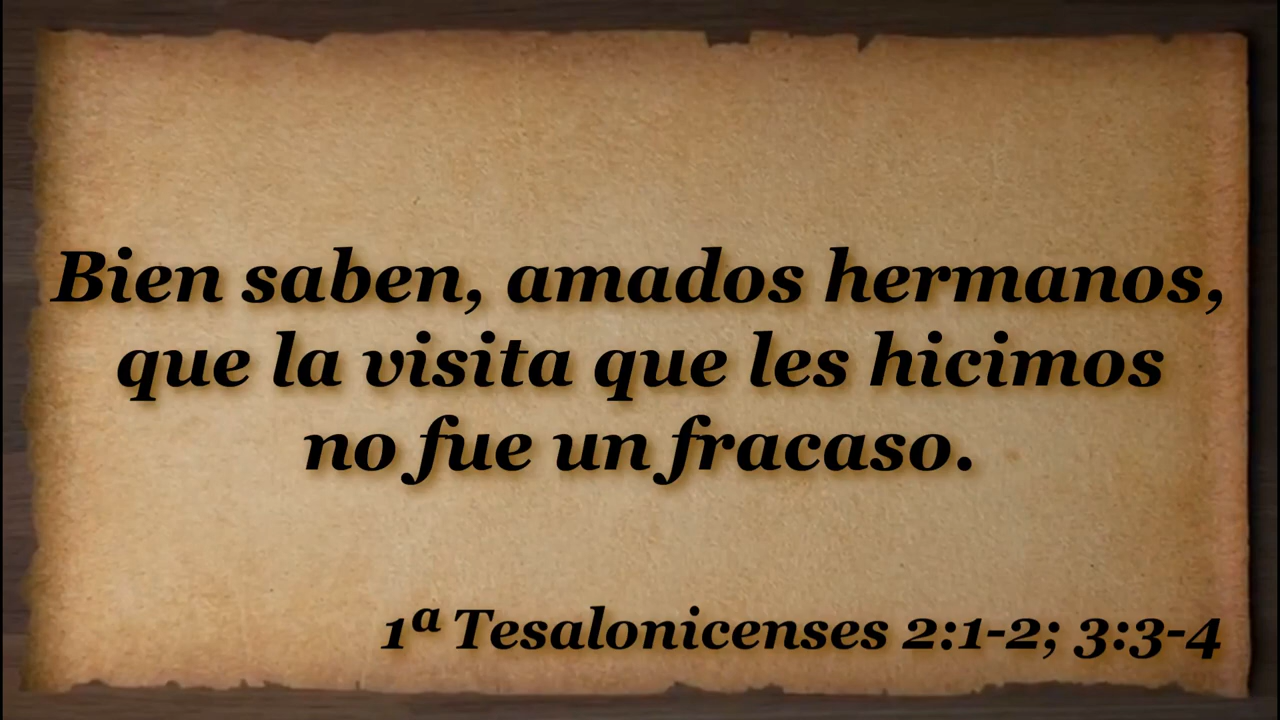 Bien saben, amados hermanos,
que la visita que les hicimos
no fue un fracaso.
1ª Tesalonicenses 2:1-2; 3:3-4